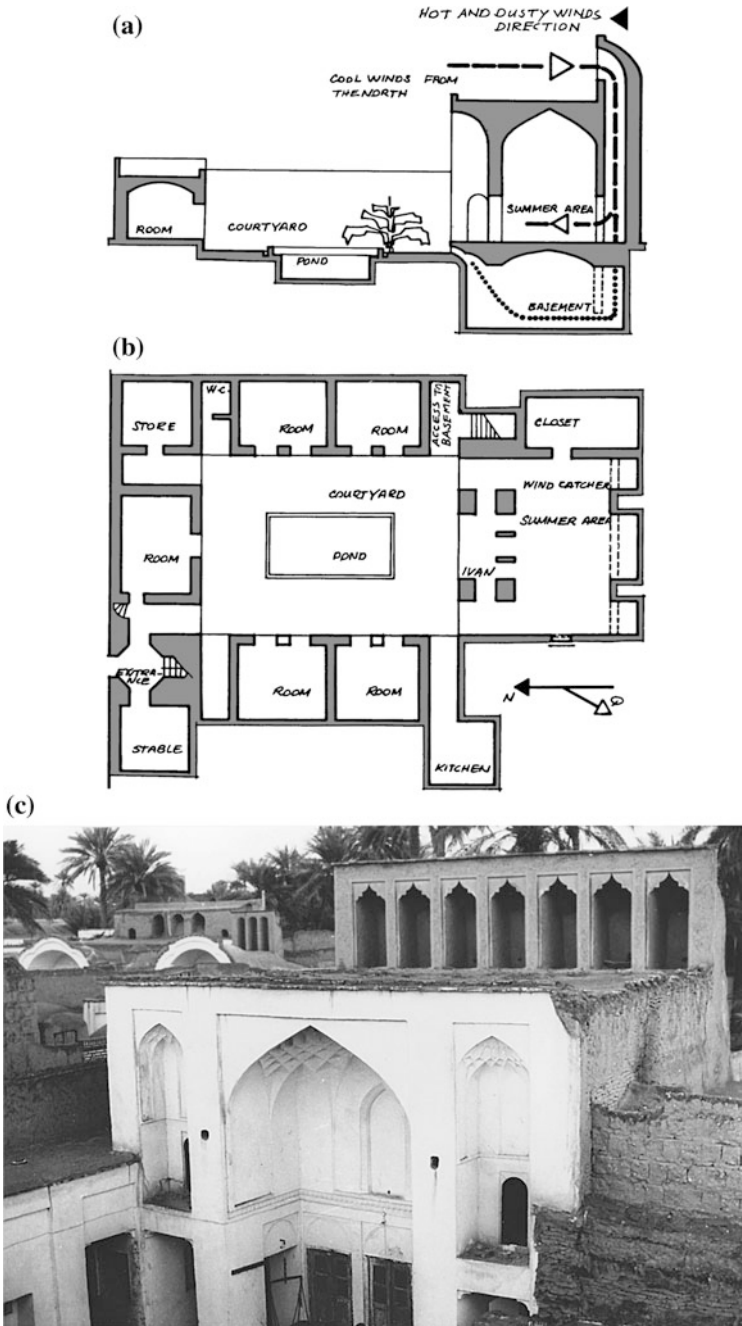 (a)
HOT AND DUSTY WINDS
DIRECTION
COOL WINDS FROM
THE NORTH
SUMMER AREA
ROOM
COURTYARD
POND
BASEMENT
(b)
W.C.
ACCESS TO
BASEMENT
STORE
ROOM
ROOM
CLOSET
COURTYARD
WIND CATCHER
SUMMER AREA
ROOM
POND
IVAN
ENTRA-
NCE
ROOM
ROOM
N
STABLE
KITCHEN
(c)